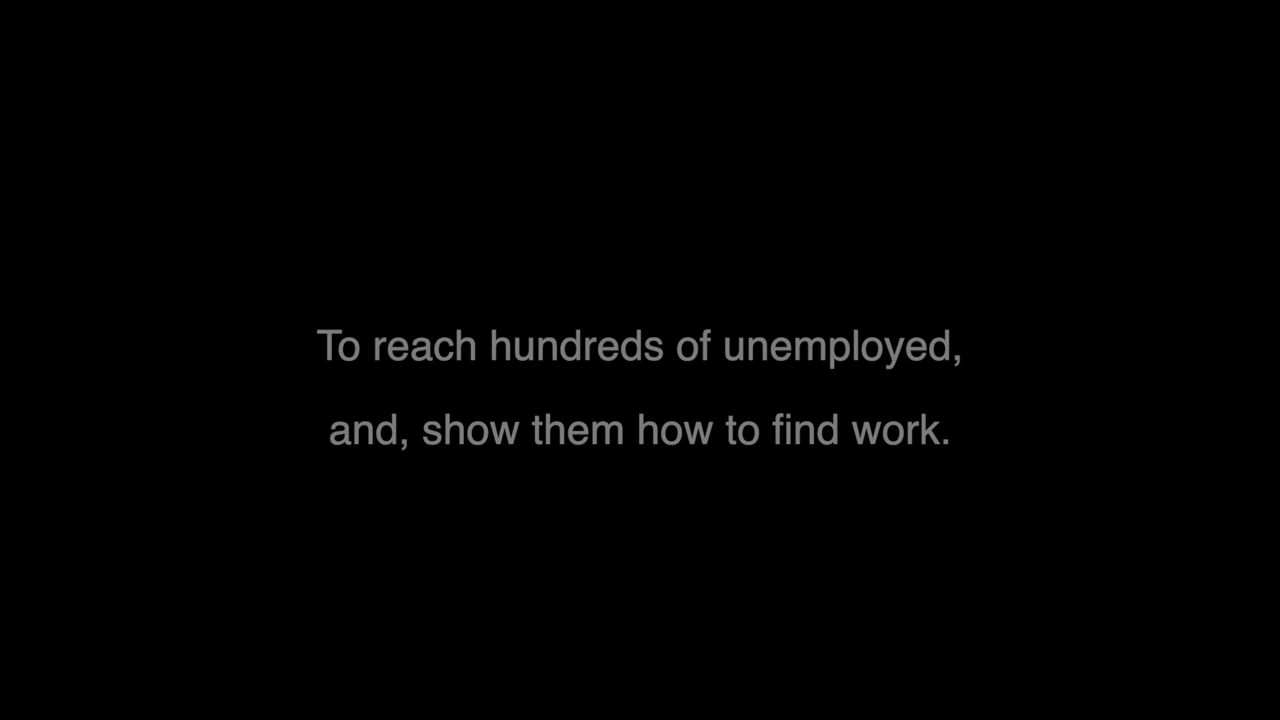 To reach hundreds of unemployed,
and, show them how to find work.